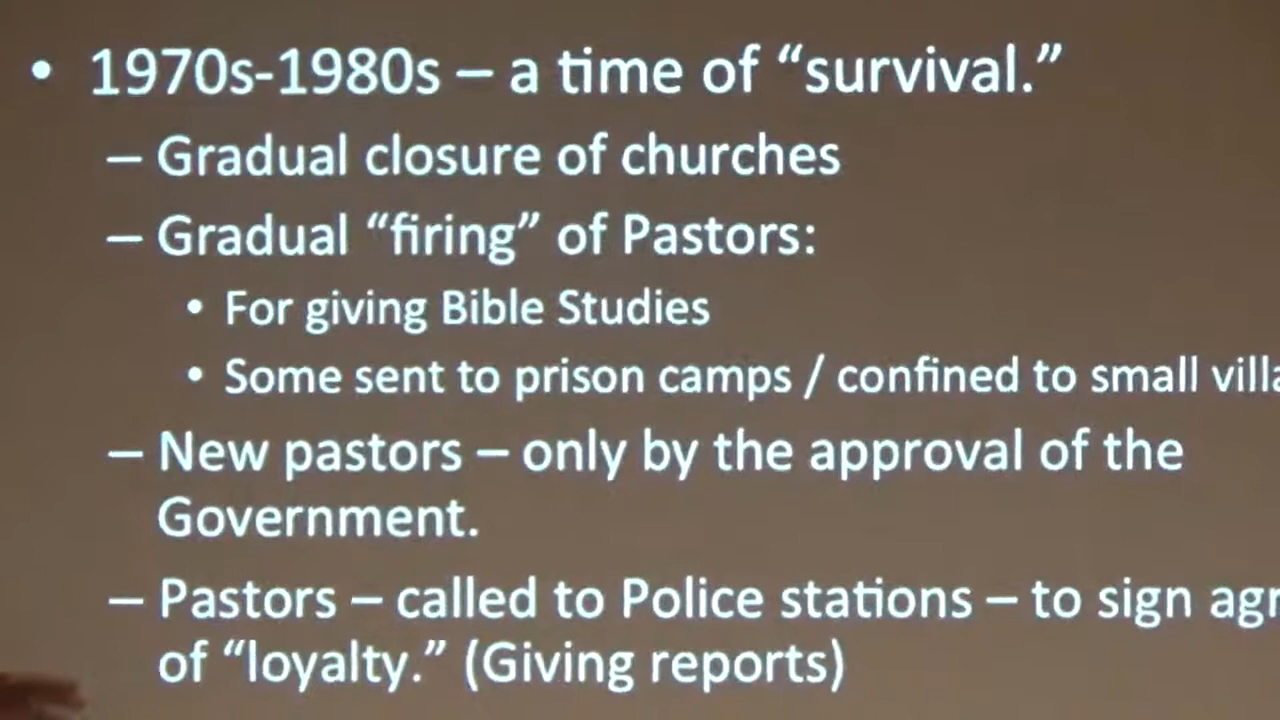 • 1970s-1980s – a time of “survival.”
– Gradual closure of churches
– Gradual “firing” of Pastors:
• For giving Bible Studies
• Some sent to prison camps / confined to small
– New pastors – only by the approval of the
Government.
– Pastors – called to Police stations – to sign
of “loyalty.” (Giving reports)